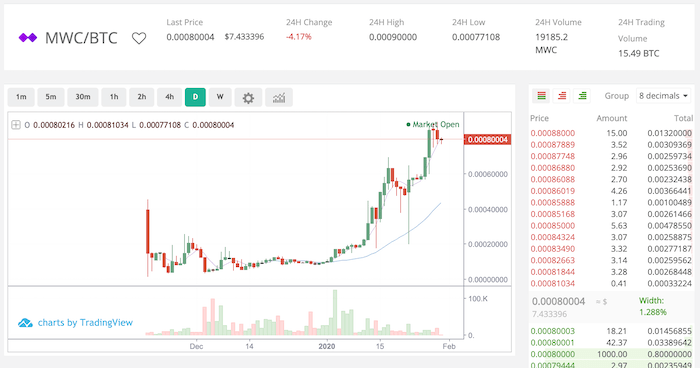 MWC/BTC
Last Price
0.00080004 $7.433396
24H Change
-4.17%
24H High
0.00090000
24H Low
0.00077108
24H Volume
19185.2
MWC
24H Trading
Volume
15.49 BTC
1m 5m 30m 1h 2h 4h D W
O 0.00080216 H 0.00081034 L 0.00077108 C 0.00080004
Market Open
0.00080004
0.00060000
0.00040000
0.00020000
0.00000000
100.K
0.
charts by TradingView
Dec 2020 15 Feb
Group 8 decimals
Price Amount Total
0.00088000 15.00 0.01320000
0.00087889 3.52 0.00309369
0.00087748 2.96 0.00259734
0.00086880 2.92 0.00253690
0.00086088 2.70 0.00232438
0.00086019 4.26 0.00366441
0.00085888 1.17 0.00100489
0.00085168 3.07 0.00261466
0.00085000 5.63 0.00478550
0.00084324 3.07 0.00258875
0.00083490 3.32 0.00277187
0.00082663 3.14 0.00259562
0.00081844 3.28 0.00268448
0.00081034 0.41 0.00033224
0.00080004 ≈ $
7.433396
Width:
1.288%
0.00080003 18.21 0.01456855
0.00080001 42.37 0.03389642
0.00080000 1000.00 0.80000000
0.00079444 2.97 0.00235949